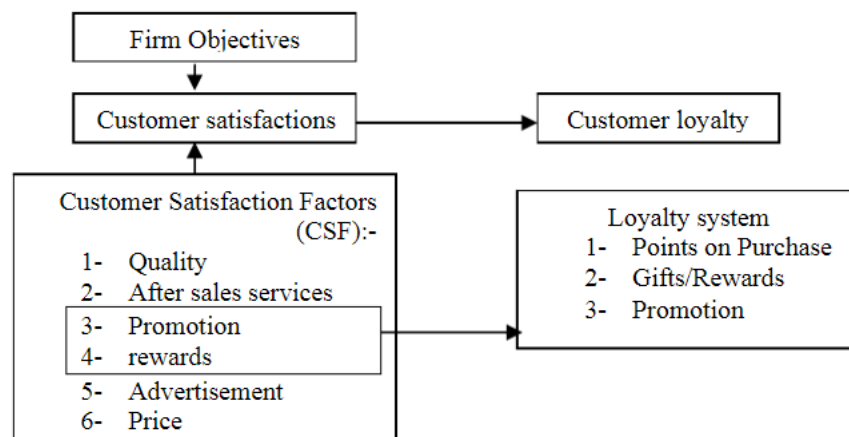 Firm Objectives
Customer satisfactions
Customer loyalty
Customer Satisfaction Factors
(CSF):-
1- Quality
2- After sales services
3- Promotion
4- rewards
5- Advertisement
6- Price
Loyalty system
1- Points on Purchase
2- Gifts/Rewards
3- Promotion